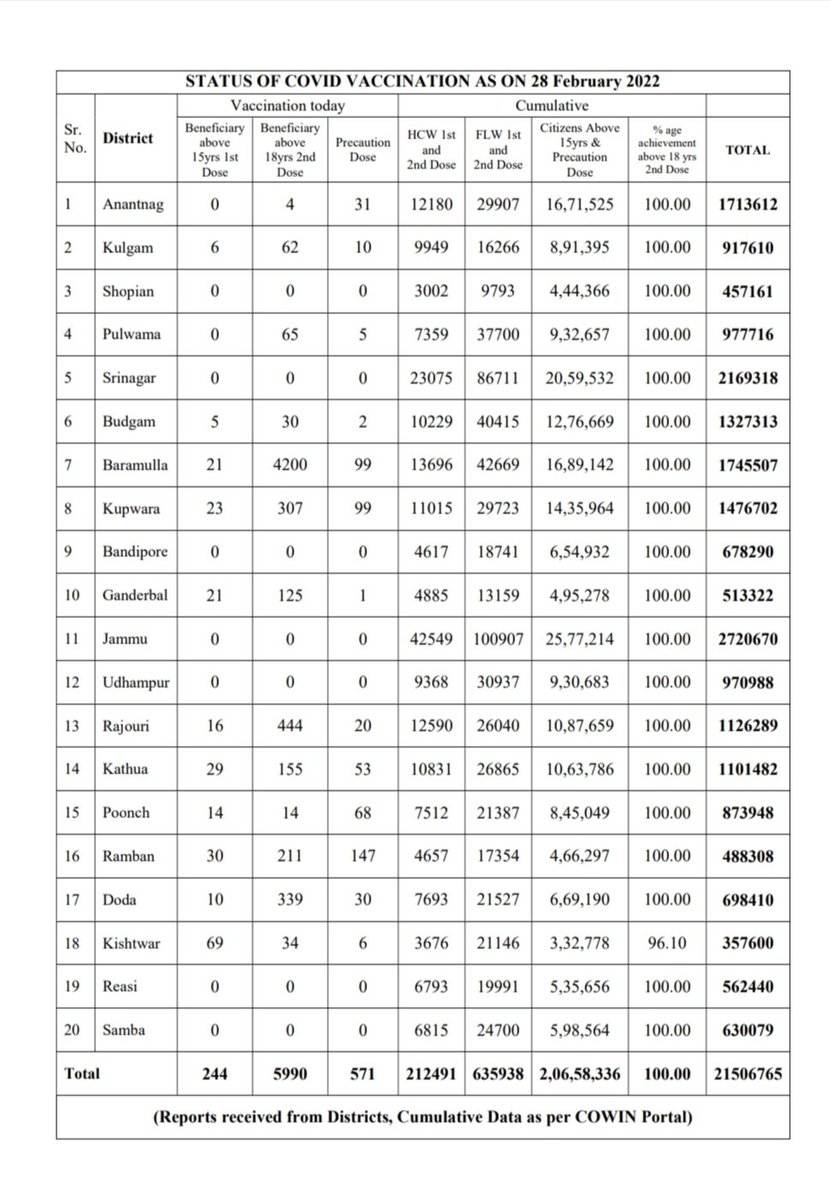 STATUS OF COVID VACCINATION AS ON 28 February 2022
Sr. No. District Vaccination today Cumulative
Beneficiary above 15yrs 1st Dose Beneficiary above 18yrs 2nd Dose Precaution Dose HCW 1st and 2nd Dose FLW 1st and 2nd Dose Citizens Above 15yrs & Precaution Dose % age achievement above 18 yrs 2nd Dose TOTAL
1 Anantnag 0 4 31 12180 29907 16,71,525 100.00 1713612
2 Kulgam 6 62 10 9949 16266 8,91,395 100.00 917610
3 Shopian 0 0 0 3002 9793 4,44,366 100.00 457161
4 Pulwama 0 65 5 7359 37700 9,32,657 100.00 977716
5 Srinagar 0 0 0 23075 86711 20,59,532 100.00 2169318
6 Budgam 5 30 2 10229 40415 12,76,669 100.00 1327313
7 Baramulla 21 4200 99 13696 42669 16,89,142 100.00 1745507
8 Kupwara 23 307 99 11015 29723 14,35,964 100.00 1476702
9 Bandipore 0 0 0 4617 18741 6,54,932 100.00 678290
10 Ganderbal 21 125 1 4885 13159 4,95,278 100.00 513322
11 Jammu 0 0 0 42549 100907 25,77,214 100.00 2720670
12 Udhampur 0 0 0 9368 30937 9,30,683 100.00 970988
13 Rajouri 16 444 20 12590 26040 10,87,659 100.00 1126289
14 Kathua 29 155 53 10831 26865 10,63,786 100.00 1101482
15 Poonch 14 14 68 7512 21387 8,45,049 100.00 873948
16 Ramban 30 211 147 4657 17354 4,66,297 100.00 488308
17 Doda 10 339 30 7693 21527 6,69,190 100.00 698410
18 Kishtwar 69 34 6 3676 21146 3,32,778 96.10 357600
19 Reasi 0 0 0 6793 19991 5,35,656 100.00 562440
20 Samba 0 0 0 6815 24700 5,98,564 100.00 630079
Total 244 5990 571 212491 635938 2,06,58,336 100.00 21506765
(Reports received from Districts, Cumulative Data as per COWIN Portal)